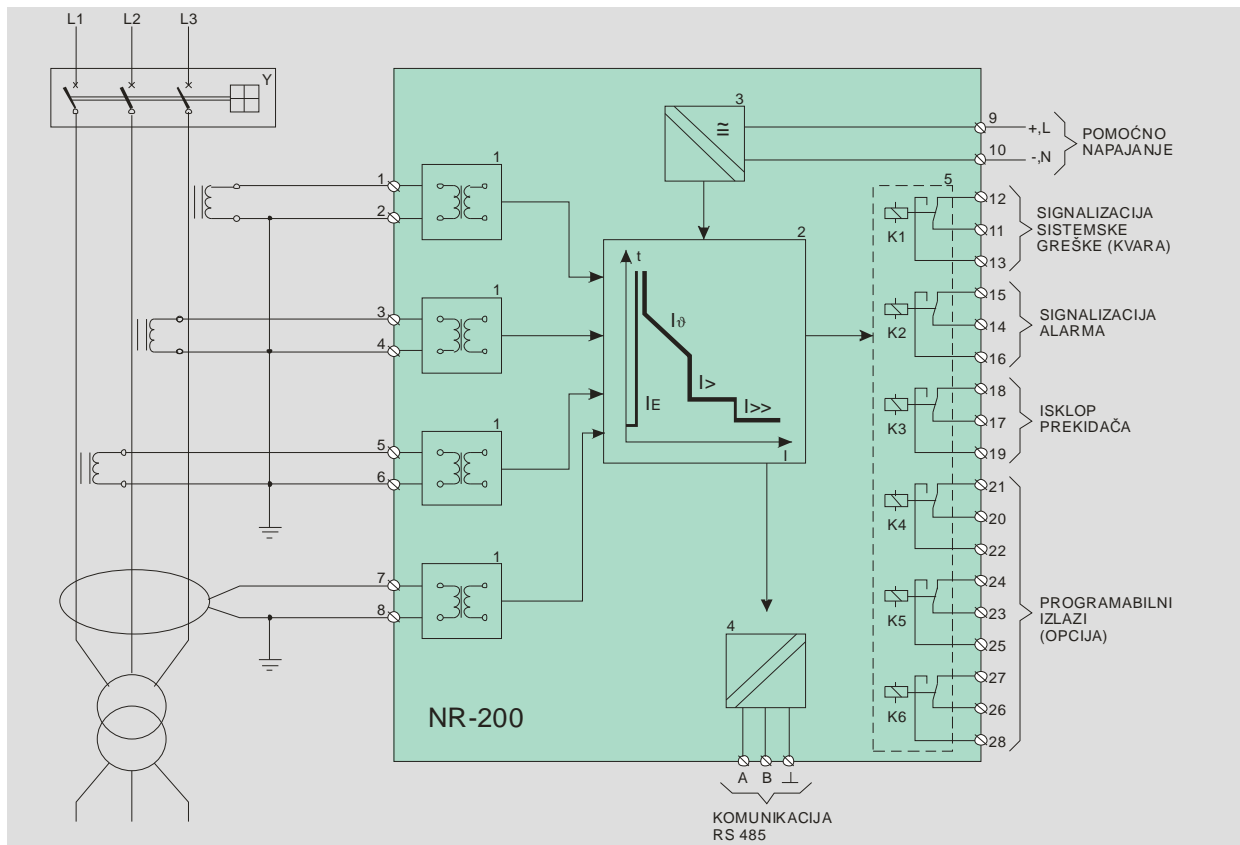 L1 L2 L3
Y
3
9
+,L
POMOĆNO
NAPAJANJE
10
-,N
1
1
2
5
12
K1
11
13
SIGNALIZACIJA
SISTEMSKE
GREŠKE (KVARA)
2
t
Iϑ
I>
I>>
IE
I
1
3
4
15
K2
14
16
SIGNALIZACIJA
ALARMA
18
K3
17
19
ISKLOP
PREKIDAČA
1
5
6
21
K4
20
22
24
K5
23
25
PROGRAMABILNI
IZLAZI
(OPCIJA)
27
K6
26
28
1
7
8
4
NR-200
A B ⊥
KOMUNIKACIJA
RS 485